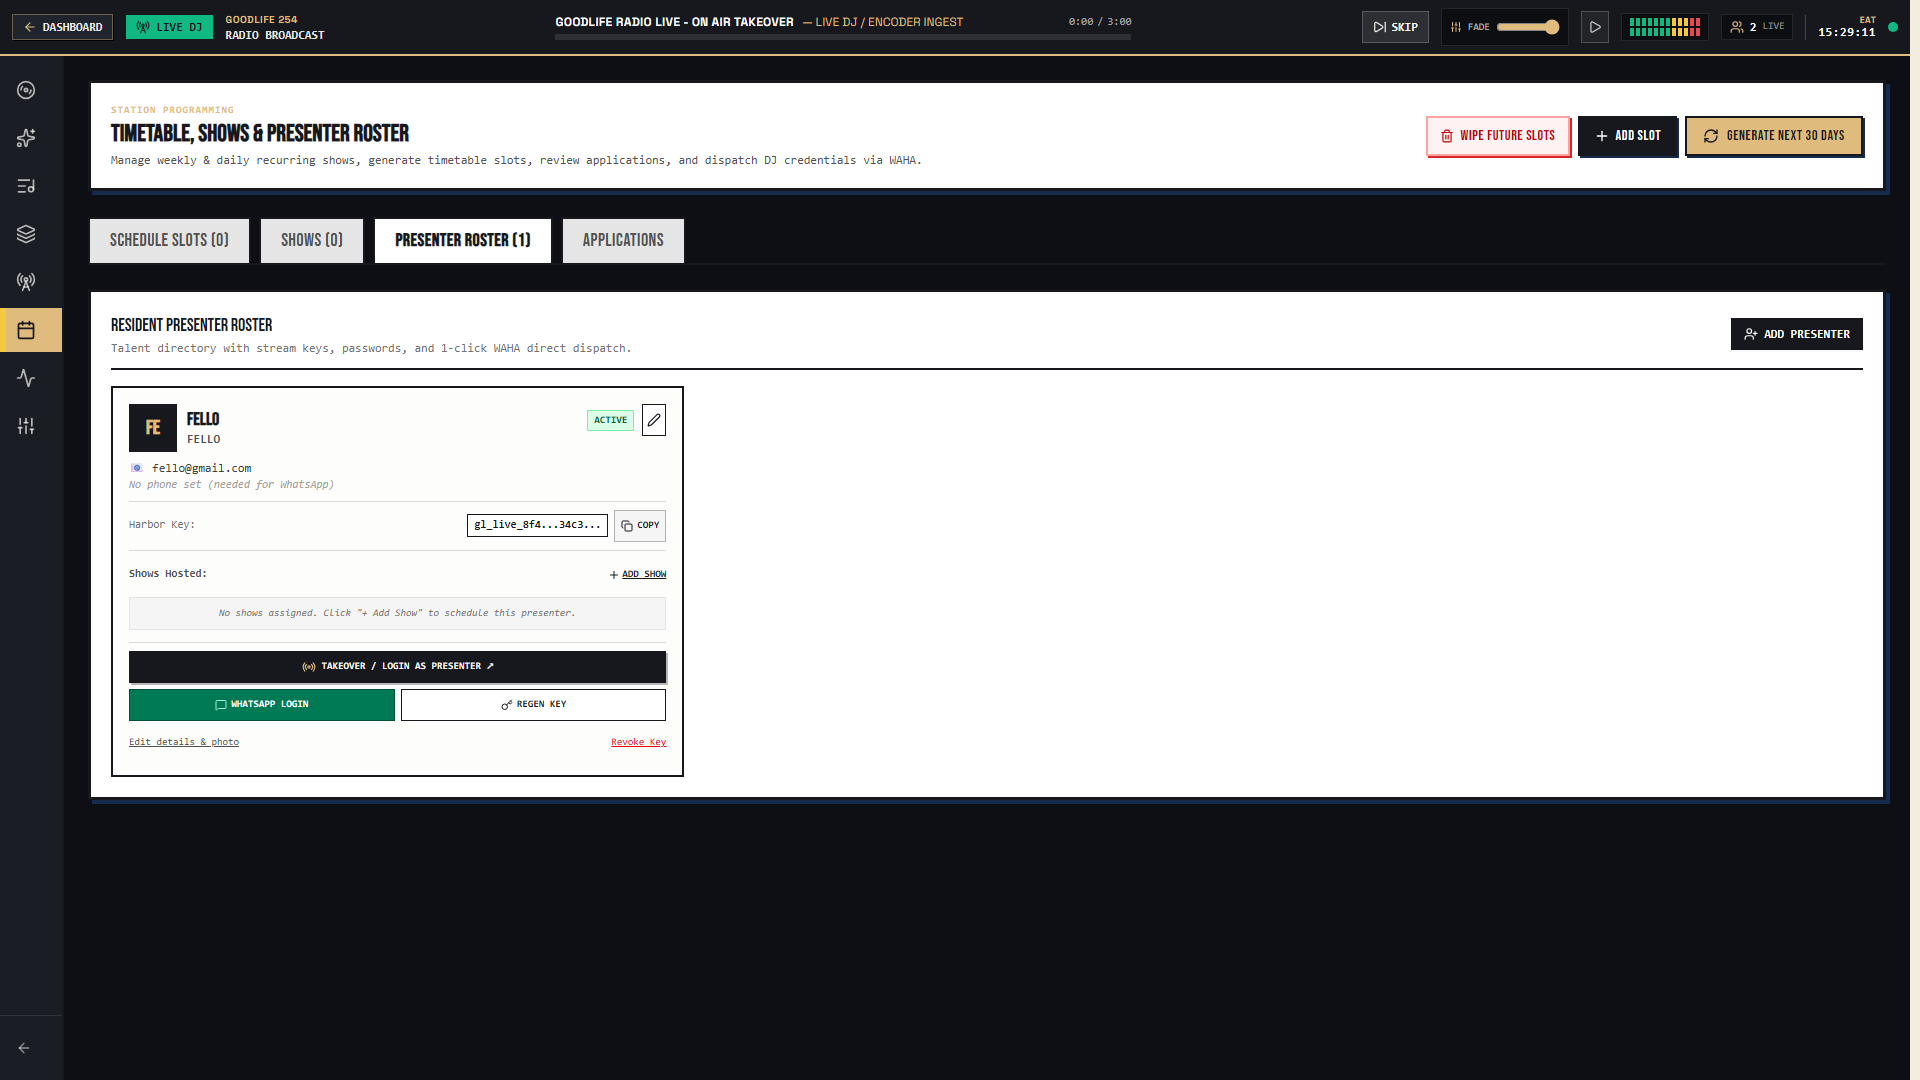 DASHBOARD
LIVE DJ
GOODLIFE 254
RADIO BROADCAST
GOODLIFE RADIO LIVE - ON AIR TAKEOVER — LIVE DJ / ENCODER INGEST
0:00 / 3:00
SKIP
FADE
2 LIVE
EAT
15:29:11
STATION PROGRAMMING
TIMETABLE, SHOWS & PRESENTER ROSTER
Manage weekly & daily recurring shows, generate timetable slots, review applications, and dispatch DJ credentials via WAHA.
WIPE FUTURE SLOTS
ADD SLOT
GENERATE NEXT 30 DAYS
SCHEDULE SLOTS (0)
SHOWS (0)
PRESENTER ROSTER (1)
APPLICATIONS
RESIDENT PRESENTER ROSTER
Talent directory with stream keys, passwords, and 1-click WAHA direct dispatch.
ADD PRESENTER
FE
FELLO
FELLO
ACTIVE
fello@gmail.com
No phone set (needed for WhatsApp)
Harbor Key:
gl_live_8f4...34c3...
COPY
Shows Hosted:
+ ADD SHOW
No shows assigned. Click "+ Add Show" to schedule this presenter.
TAKEOVER / LOGIN AS PRESENTER ↗
WHATSAPP LOGIN
REGEN KEY
Edit details & photo
Revoke Key